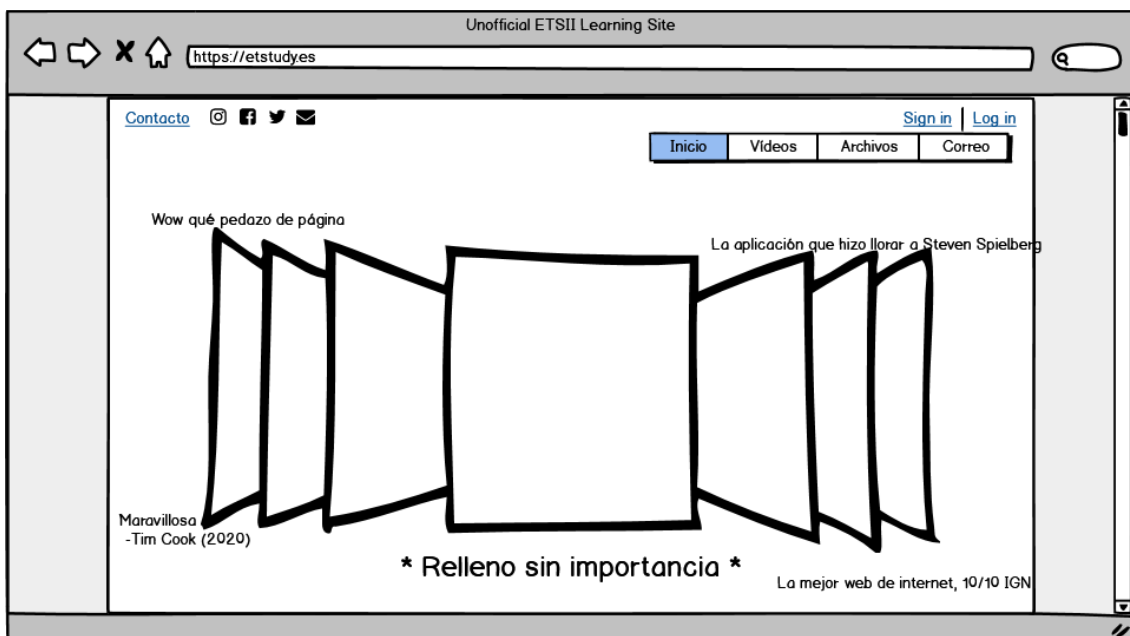 Unofficial ETSII Learning Site
https://etstudy.es
Contacto
Sign in | Log in
Inicio Vídeos Archivos Correo
Wow qué pedazo de página
La aplicación que hizo llorar a Steven Spielberg
Maravillosa
-Tim Cook (2020)
* Relleno sin importancia *
La mejor web de internet, 10/10 IGN